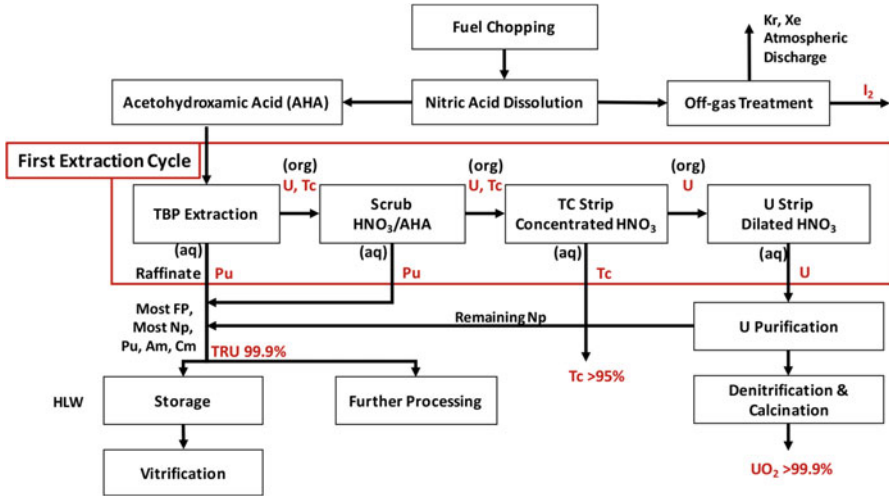 Fuel Chopping
Kr, Xe
Atmospheric
Discharge
Acetohydroxamic Acid (AHA)
Nitric Acid Dissolution
Off-gas Treatment
I₂
First Extraction Cycle
(org)
U, Tc
(org)
U, Tc
(org)
U
TBP Extraction
Scrub
HNO₃/AHA
TC Strip
Concentrated HNO₃
U Strip
Dilated HNO₃
(aq)
(aq)
(aq)
(aq)
Raffinate
Pu
Pu
Tc
U
Most FP,
Most Np,
Pu, Am, Cm
Remaining Np
U Purification
TRU 99.9%
Tc >95%
HLW
Storage
Further Processing
Denitrification &
Calcination
Vitrification
UO₂ >99.9%